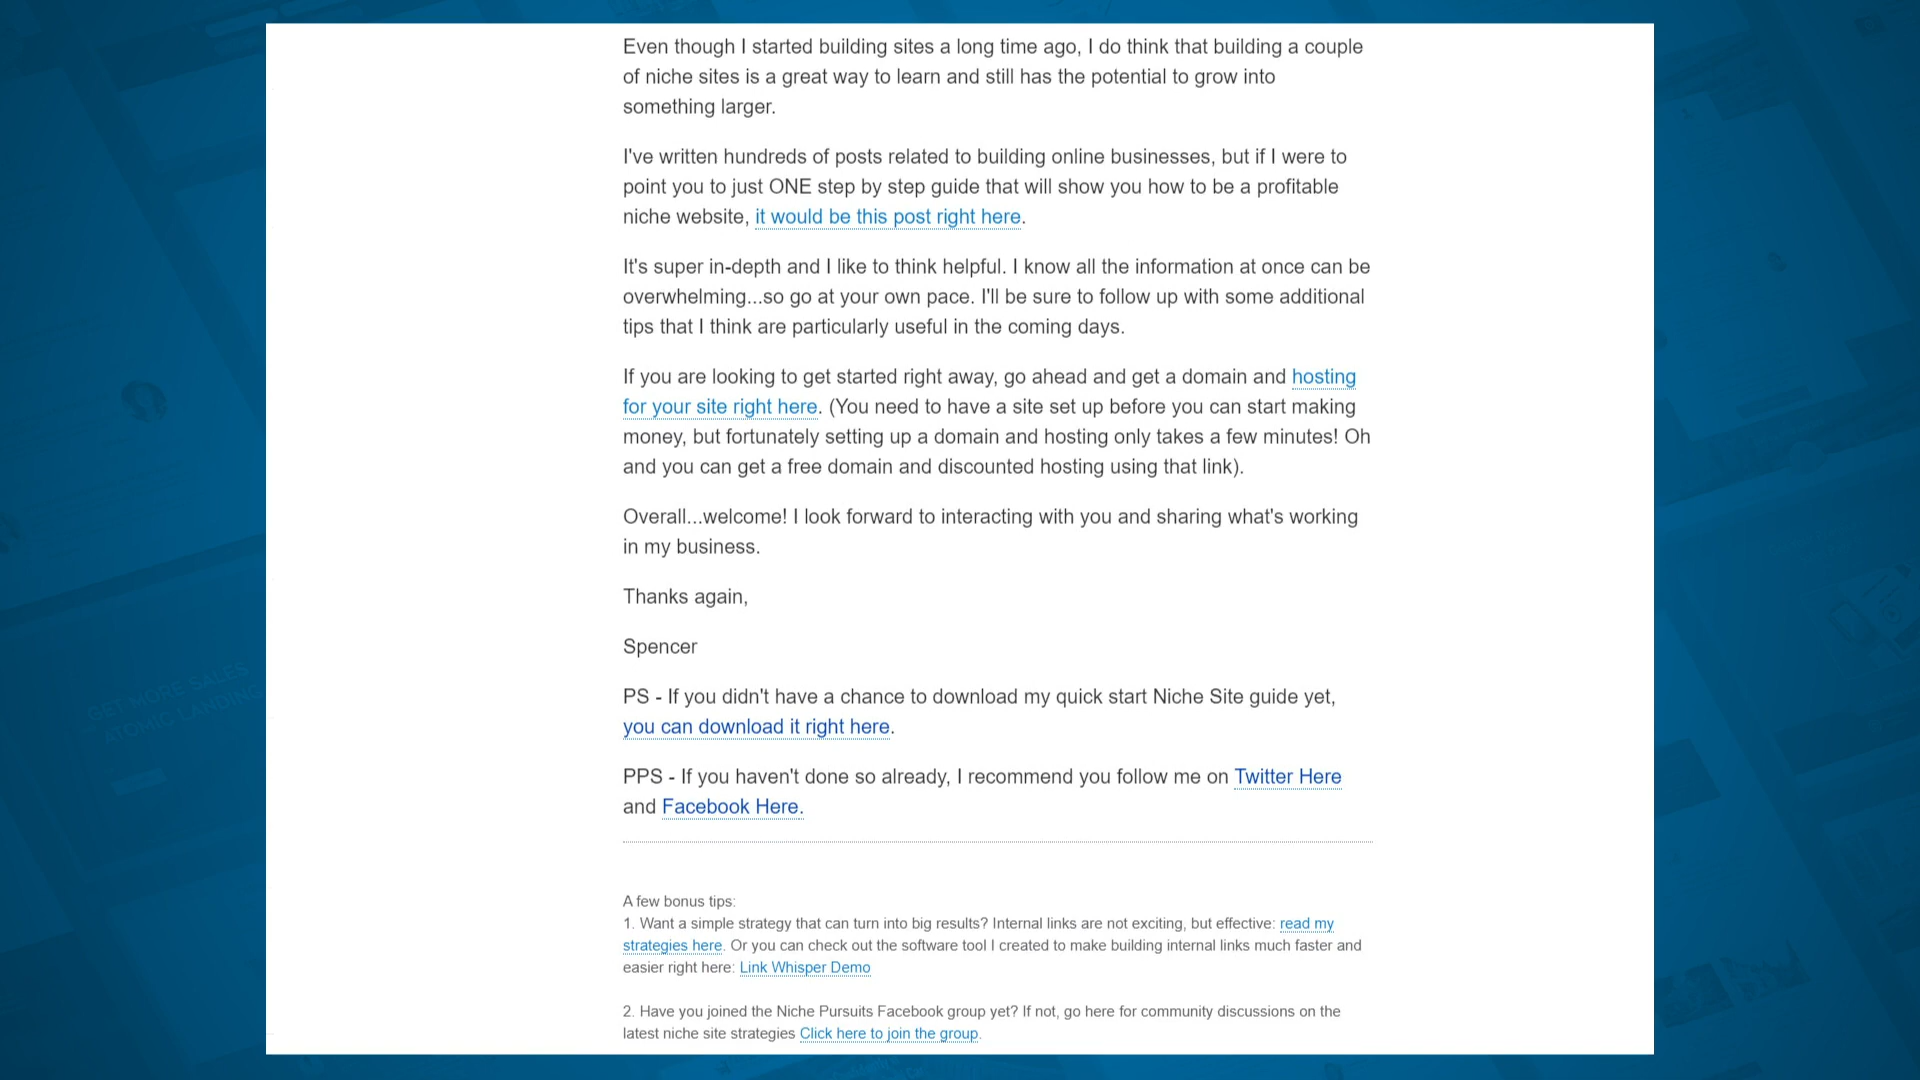 Even though I started building sites a long time ago, I do think that building a couple
of niche sites is a great way to learn and still has the potential to grow into
something larger.
I've written hundreds of posts related to building online businesses, but if I were to
point you to just ONE step by step guide that will show you how to be a profitable
niche website, it would be this post right here.
It's super in-depth and I like to think helpful. I know all the information at once can be
overwhelming...so go at your own pace. I'll be sure to follow up with some additional
tips that I think are particularly useful in the coming days.
If you are looking to get started right away, go ahead and get a domain and hosting
for your site right here. (You need to have a site set up before you can start making
money, but fortunately setting up a domain and hosting only takes a few minutes! Oh
and you can get a free domain and discounted hosting using that link).
Overall...welcome! I look forward to interacting with you and sharing what's working
in my business.
Thanks again,
Spencer
PS - If you didn't have a chance to download my quick start Niche Site guide yet,
you can download it right here.
PPS - If you haven't done so already, I recommend you follow me on Twitter Here
and Facebook Here.
A few bonus tips:
1. Want a simple strategy that can turn into big results? Internal links are not exciting, but effective: read my
strategies here. Or you can check out the software tool I created to make building internal links much faster and
easier right here: Link Whisper Demo
2. Have you joined the Niche Pursuits Facebook group yet? If not, go here for community discussions on the
latest niche site strategies Click here to join the group.
GET MORE SALES
ATOMIC LANDING